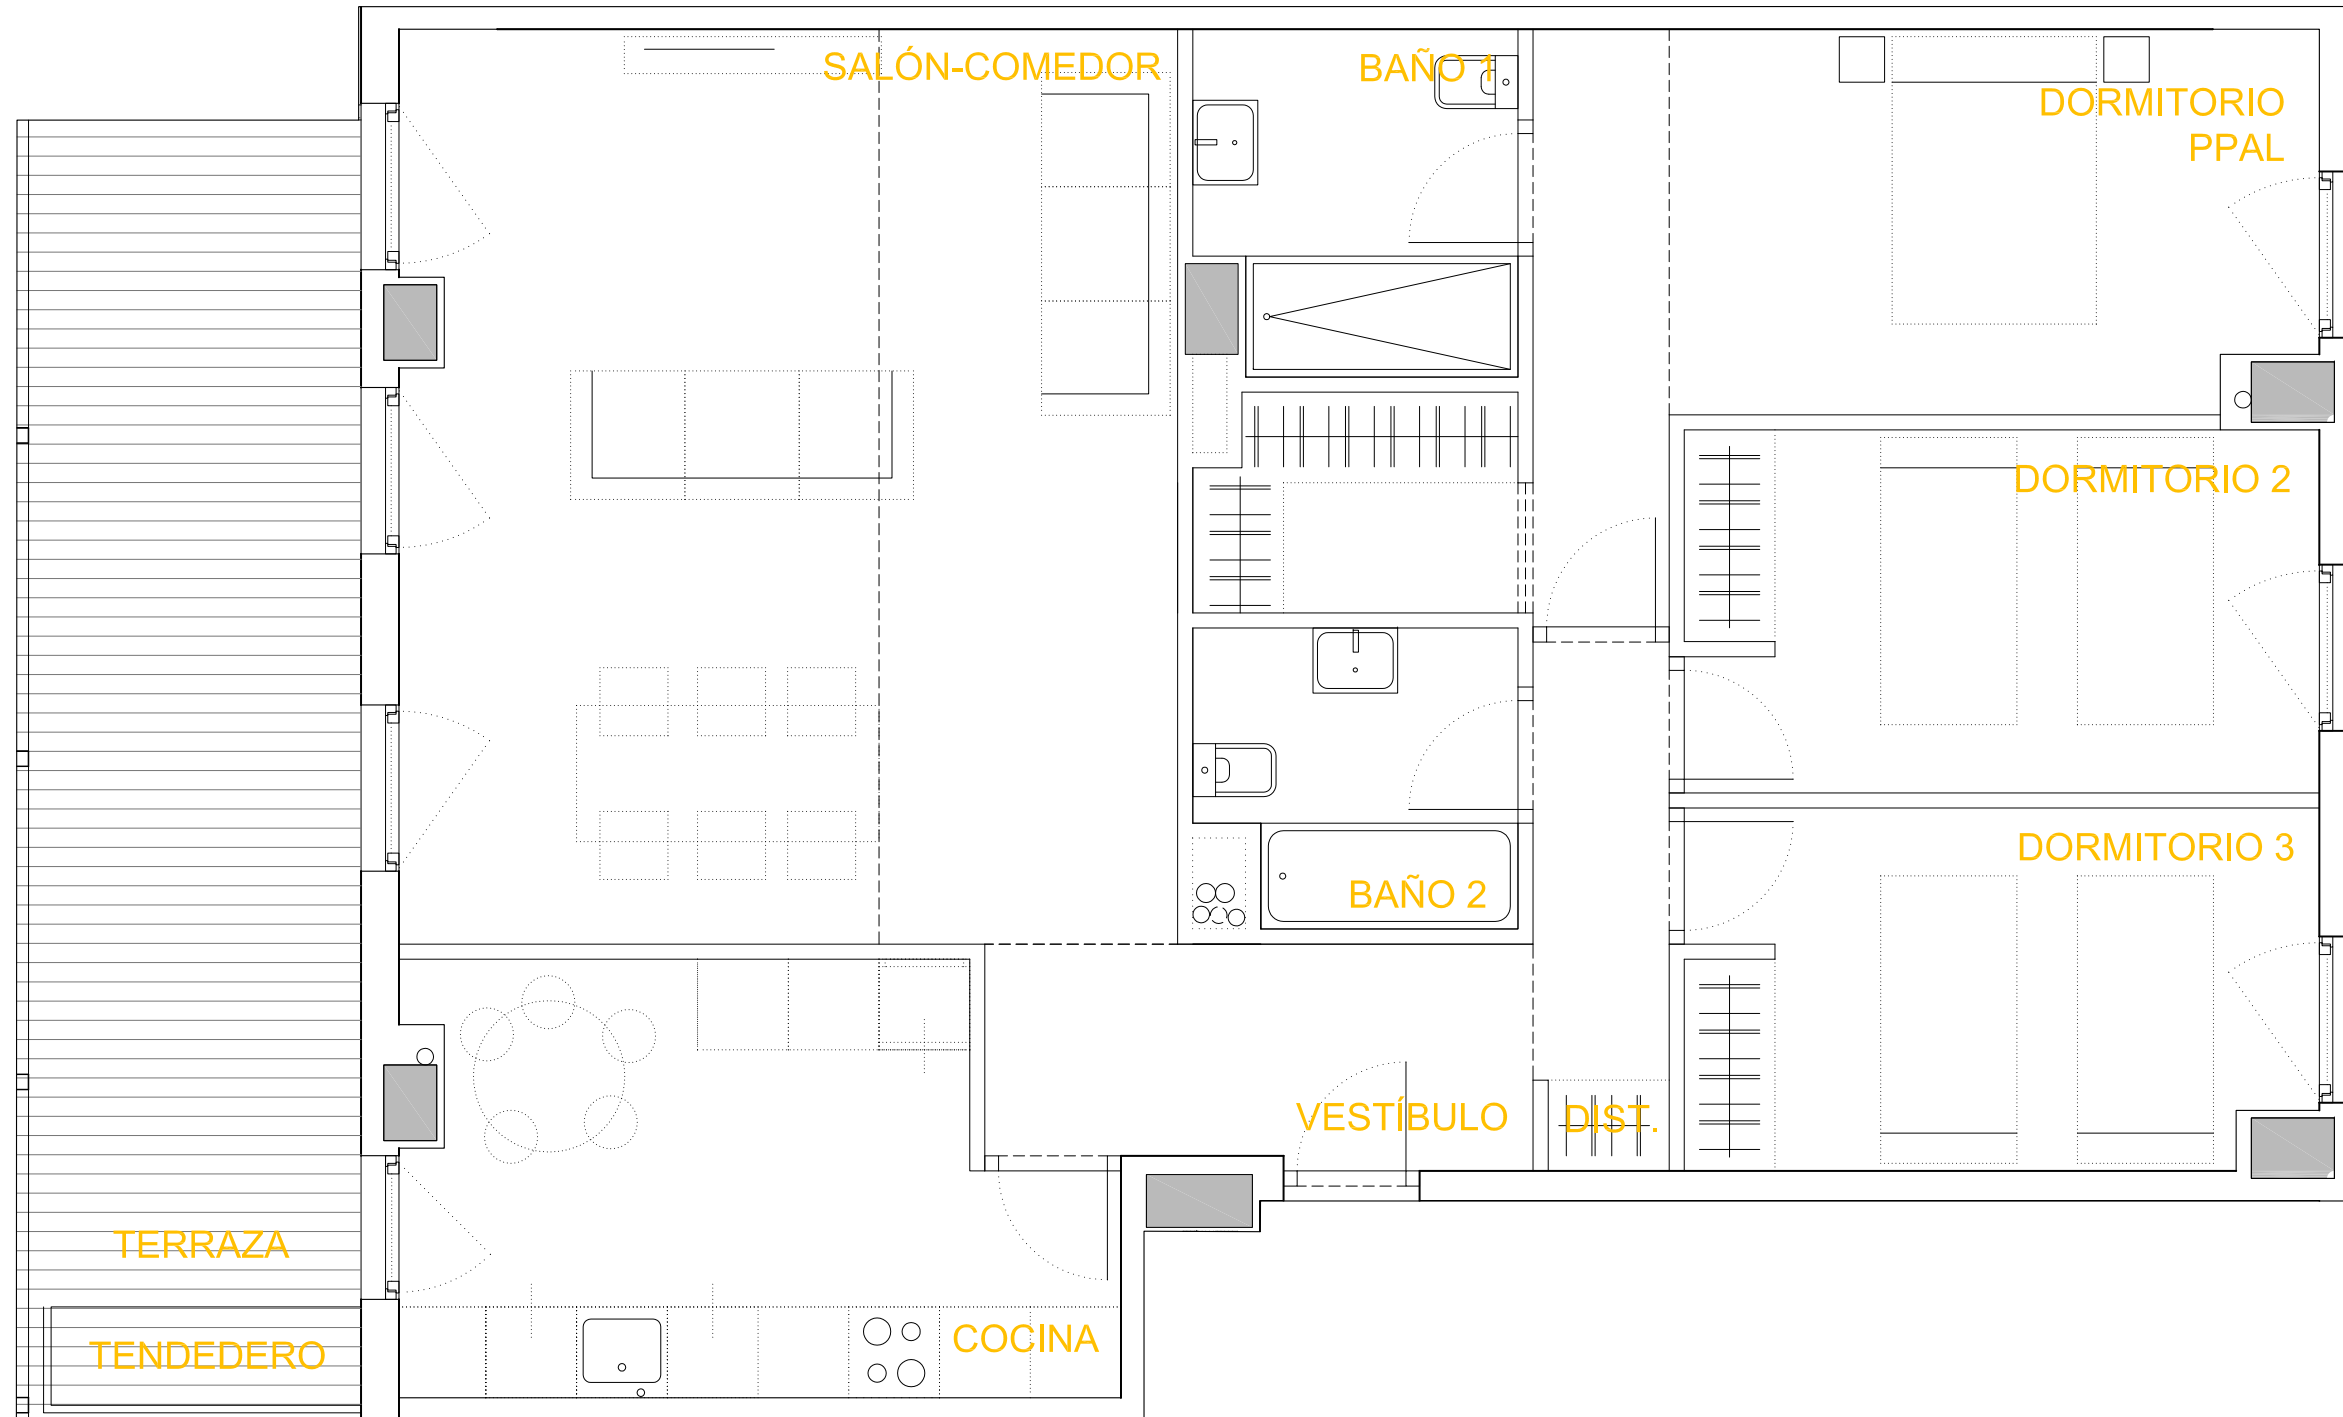 SALÓN-COMEDOR
BAÑO 1
DORMITORIO
PPAL
DORMITORIO 2
DORMITORIO 3
BAÑO 2
VESTÍBULO
DIST.
TERRAZA
COCINA
TENDEDERO